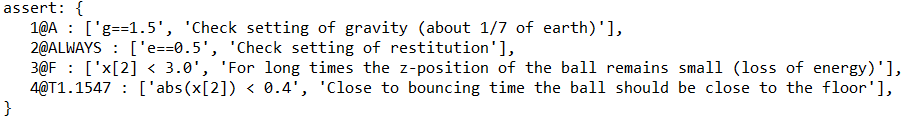 assert: {
   1@A : ['g==1.5', 'Check setting of gravity (about 1/7 of earth)'],
   2@ALWAYS : ['e==0.5', 'Check setting of restitution'],
   3@F : ['x[2] < 3.0', 'For long times the z-position of the ball remains small (loss of energy)'],
   4@T1.1547 : ['abs(x[2]) < 0.4', 'Close to bouncing time the ball should be close to the floor'],
}